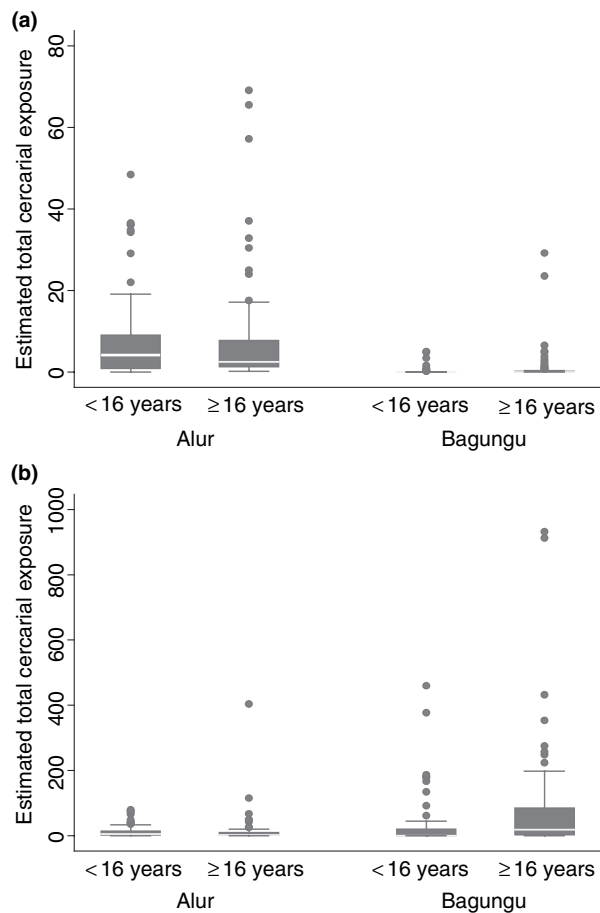 (a)
Estimated total cercarial exposure
80
60
40
20
0
< 16 years ≥ 16 years < 16 years ≥ 16 years
Alur Bagungu
(b)
Estimated total cercarial exposure
1000
800
600
400
200
0
< 16 years ≥ 16 years < 16 years ≥ 16 years
Alur Bagungu